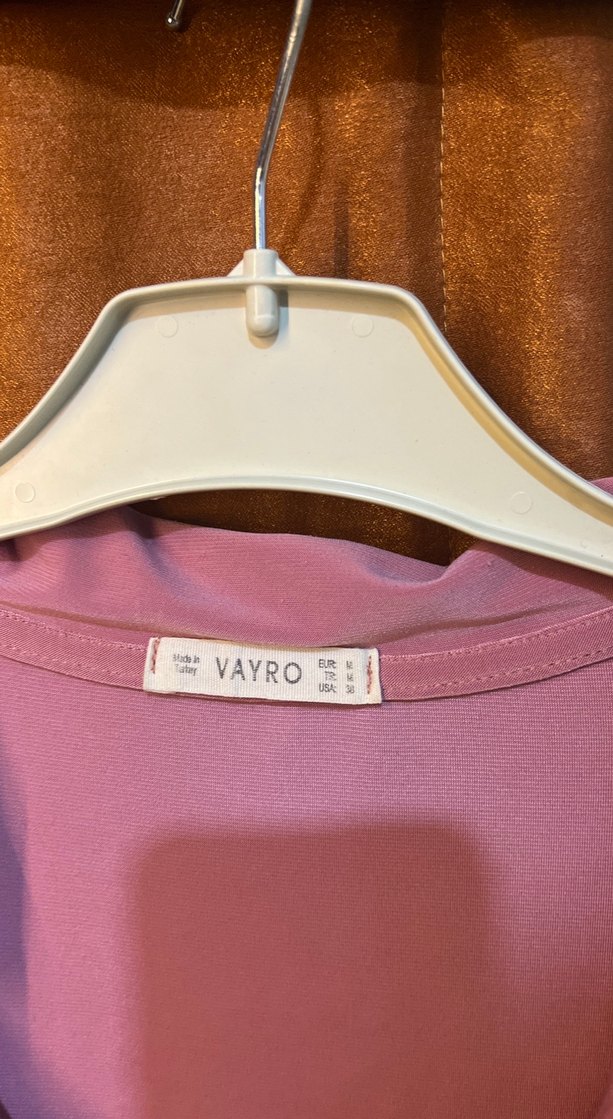 Made in
Turkey
VAYRO
EUR: M
TR: M
USA: 38